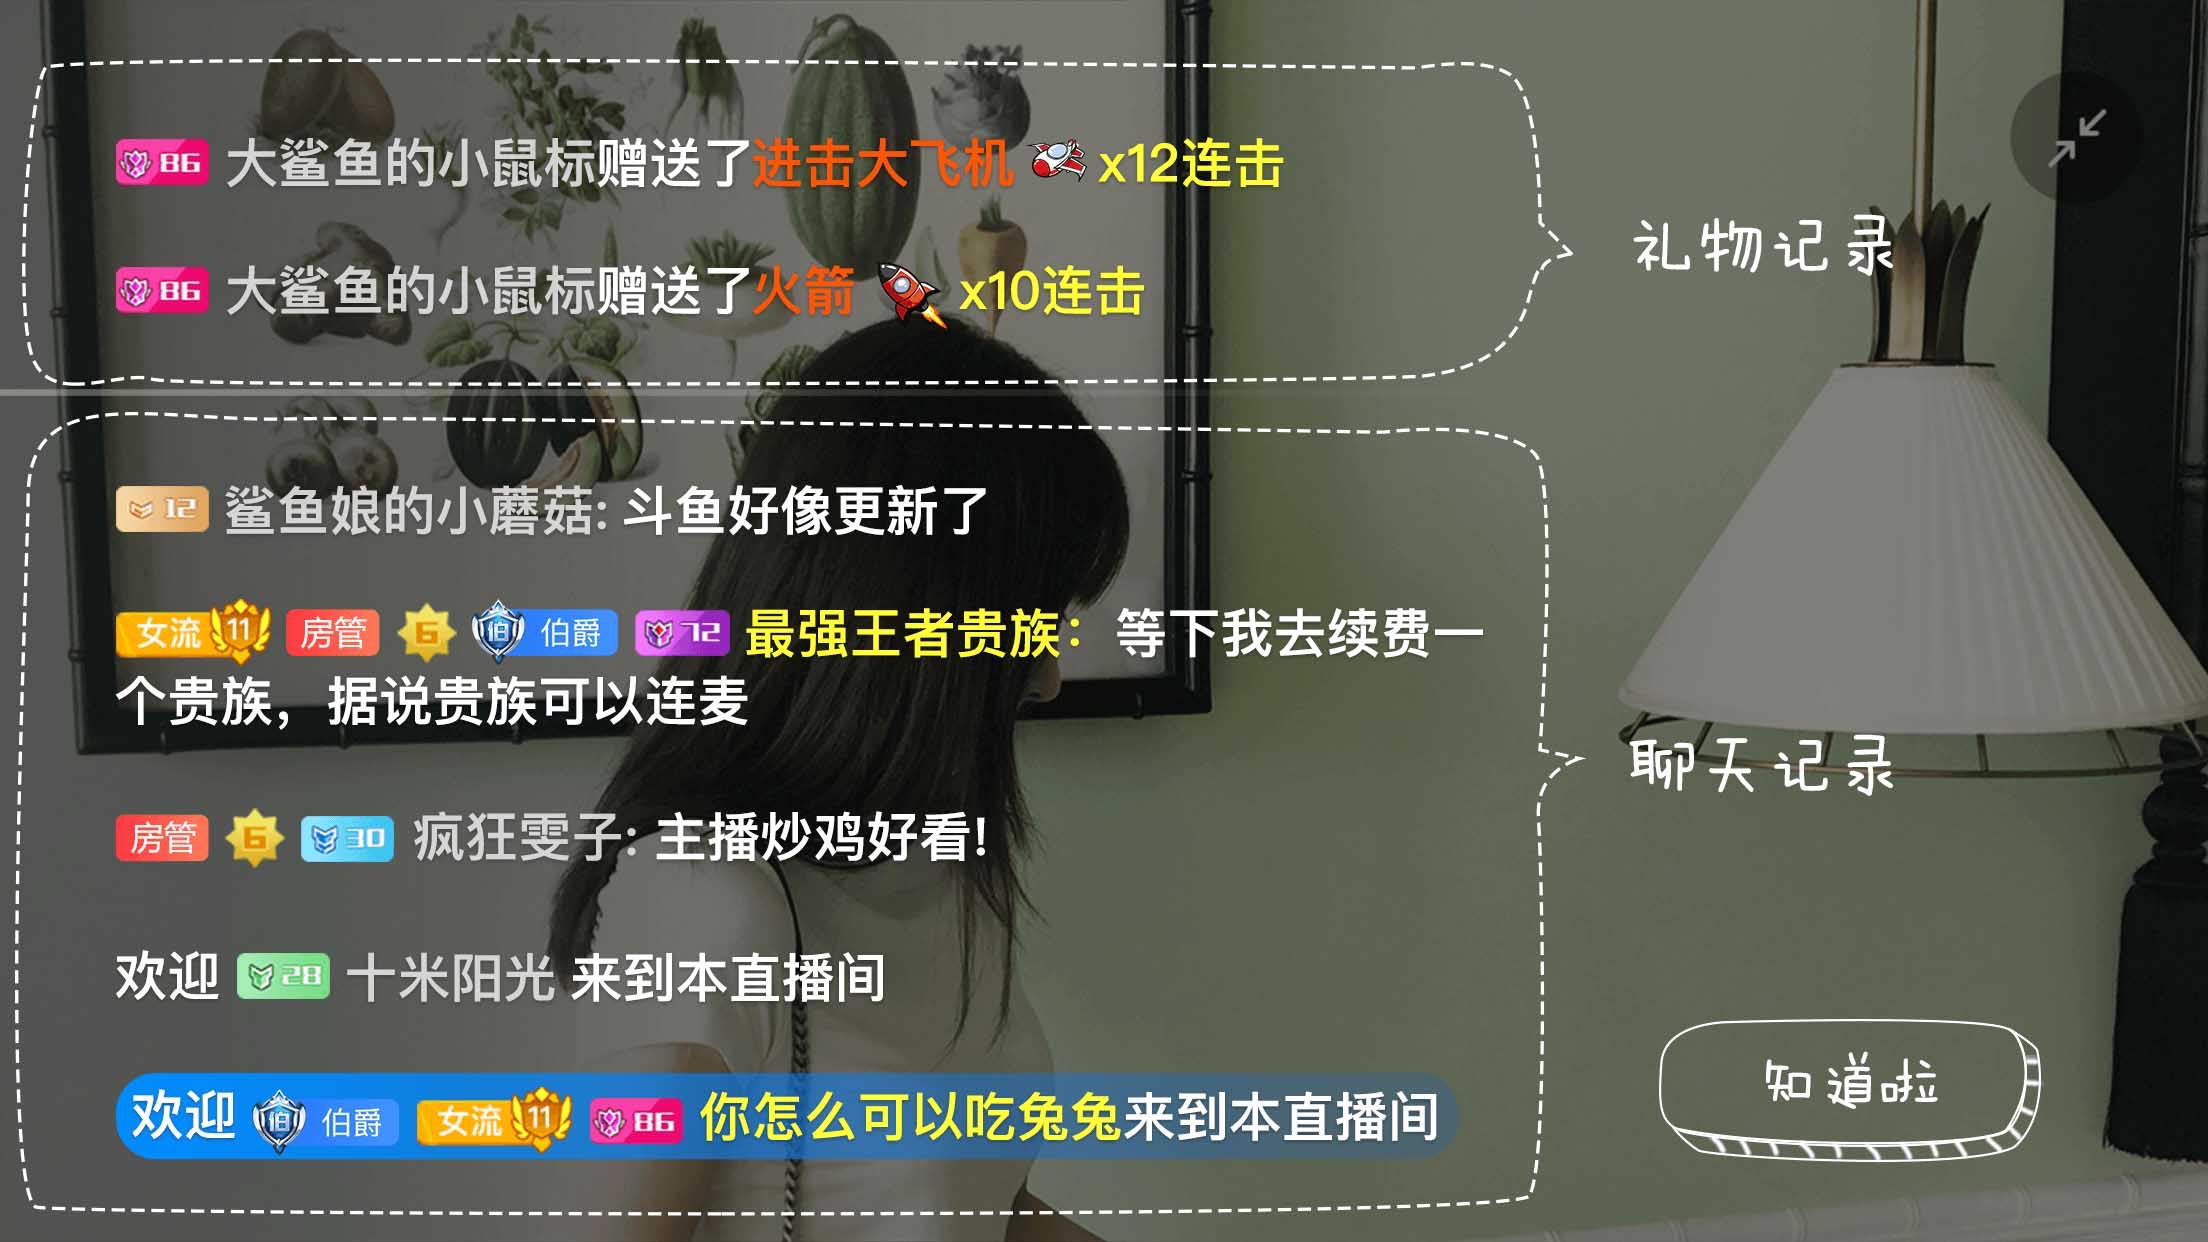 86 大鲨鱼的小鼠标赠送了进击大飞机 x12连击
86 大鲨鱼的小鼠标赠送了火箭 x10连击
礼物记录
12 鲨鱼娘的小蘑菇: 斗鱼好像更新了
女流 11 房管 6 伯 伯爵 72 最强王者贵族：等下我去续费一
个贵族，据说贵族可以连麦
聊天记录
房管 6 30 疯狂雯子: 主播炒鸡好看!
欢迎 28 十米阳光 来到本直播间
欢迎 伯 伯爵 女流 11 86 你怎么可以吃兔兔来到本直播间
知道啦